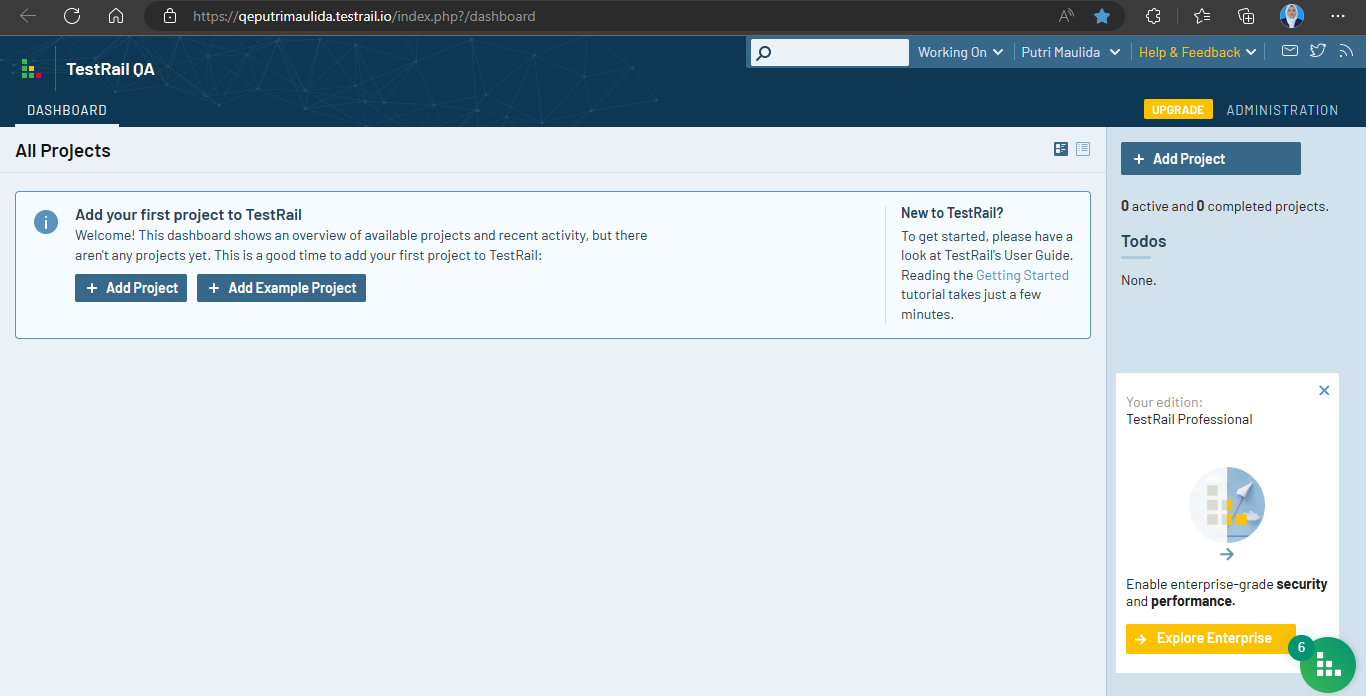 https://qeputrimaulida.testrail.io/index.php?/dashboard
TestRail QA
Working On
Putri Maulida
Help & Feedback
DASHBOARD
UPGRADE
ADMINISTRATION
All Projects
Add your first project to TestRail
Welcome! This dashboard shows an overview of available projects and recent activity, but there
aren't any projects yet. This is a good time to add your first project to TestRail:
+ Add Project
+ Add Example Project
New to TestRail?
To get started, please have a
look at TestRail's User Guide.
Reading the Getting Started
tutorial takes just a few
minutes.
+ Add Project
0 active and 0 completed projects.
Todos
None.
Your edition:
TestRail Professional
Enable enterprise-grade security
and performance.
Explore Enterprise
6